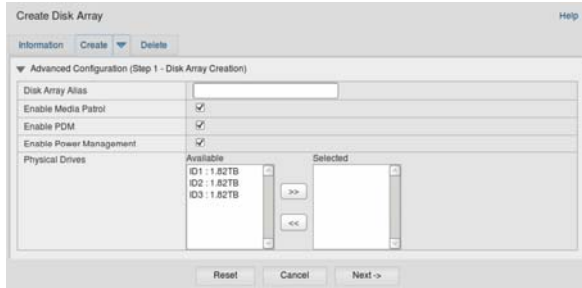 Create Disk Array
Help
Information Create Delete
Advanced Configuration (Step 1 - Disk Array Creation)
Disk Array Alias
Enable Media Patrol
Enable PDM
Enable Power Management
Physical Drives
Available Selected
ID1 : 1.82TB
ID2 : 1.82TB
ID3 : 1.82TB
>>
<<
Reset Cancel Next ->